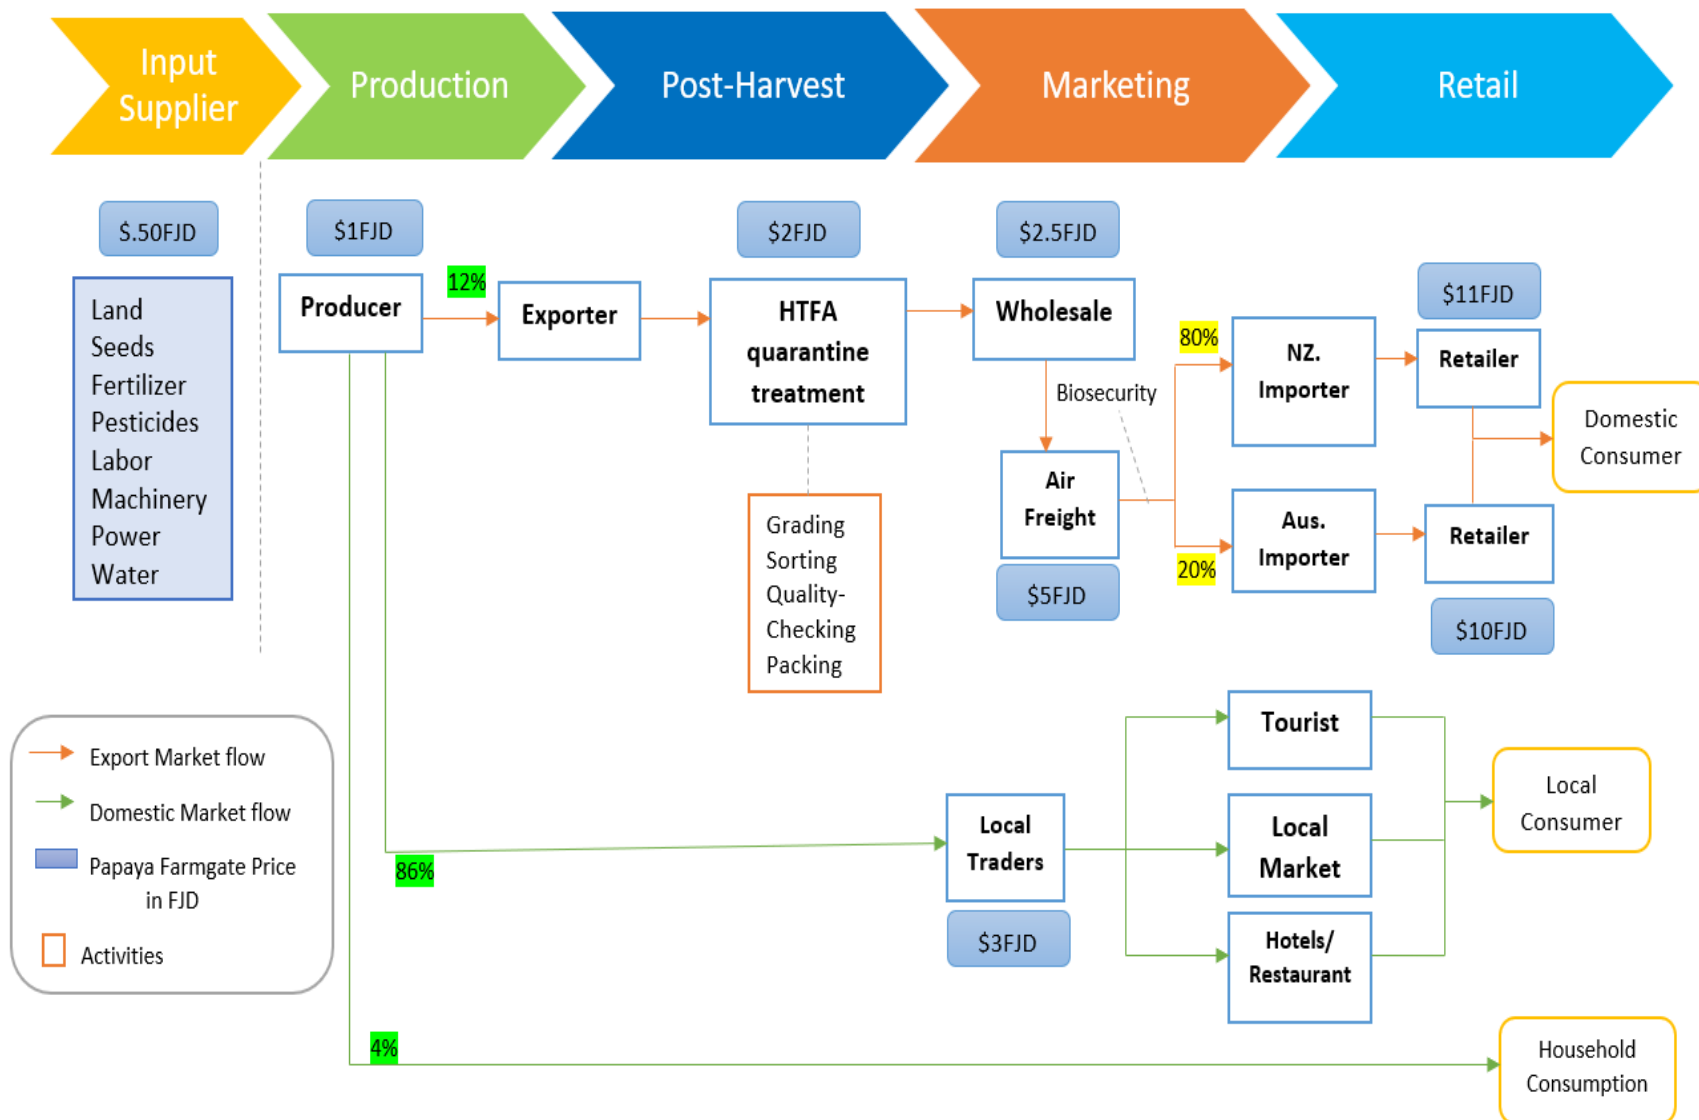 Input
Supplier
Production
Post-Harvest
Marketing
Retail
$.50FJD
$1FJD
$2FJD
$2.5FJD
Land
Seeds
Fertilizer
Pesticides
Labor
Machinery
Power
Water
Producer
12%
Exporter
HTFA
quarantine
treatment
Grading
Sorting
Quality-
Checking
Packing
Wholesale
Biosecurity
Air
Freight
$5FJD
80%
20%
NZ.
Importer
Aus.
Importer
$11FJD
Retailer
Retailer
$10FJD
Domestic
Consumer
Export Market flow
Domestic Market flow
Papaya Farmgate Price
in FJD
Activities
86%
Local
Traders
$3FJD
Tourist
Local
Market
Hotels/
Restaurant
Local
Consumer
4%
Household
Consumption